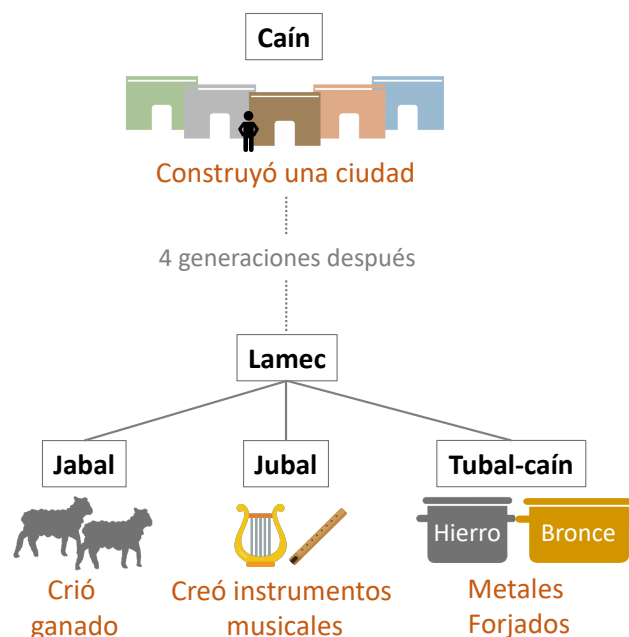 Caín
Construyó una ciudad
4 generaciones después
Lamec
Jabal
Jubal
Tubal-caín
Hierro
Bronce
Crió
ganado
Creó instrumentos
musicales
Metales
Forjados